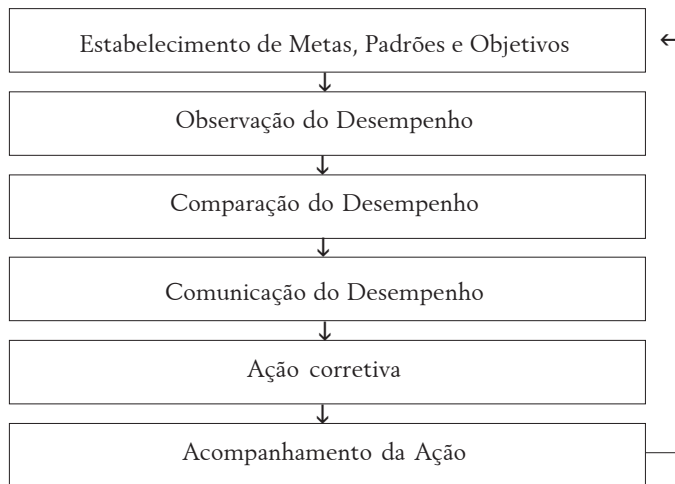 Estabelecimento de Metas, Padrões e Objetivos
Observação do Desempenho
Comparação do Desempenho
Comunicação do Desempenho
Ação corretiva
Acompanhamento da Ação